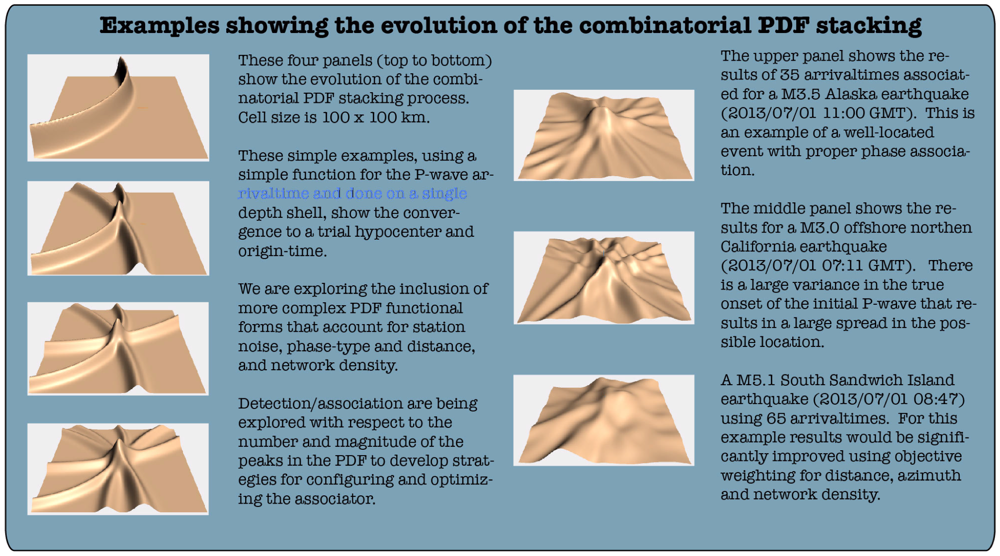 Examples showing the evolution of the combinatorial PDF stacking
These four panels (top to bottom)
show the evolution of the combi-
natorial PDF stacking process.
Cell size is 100 x 100 km.
These simple examples, using a
simple function for the P-wave ar-
rivaltime and done on a single
depth shell, show the conver-
gence to a trial hypocenter and
origin-time.
We are exploring the inclusion of
more complex PDF functional
forms that account for station
noise, phase-type and distance,
and network density.
Detection/association are being
explored with respect to the
number and magnitude of the
peaks in the PDF to develop strat-
egies for configuring and optimiz-
ing the associator.
The upper panel shows the re-
sults of 35 arrivaltimes associat-
ed for a M3.5 Alaska earthquake
(2013/07/01 11:00 GMT).  This is
an example of a well-located
event with proper phase associa-
tion.
The middle panel shows the re-
sults for a M3.0 offshore northen
California earthquake
(2013/07/01 07:11 GMT).   There
is a large variance in the true
onset of the initial P-wave that re-
sults in a large spread in the pos-
sible location.
A M5.1 South Sandwich Island
earthquake (2013/07/01 08:47)
using 65 arrivaltimes.  For this
example results would be signifi-
cantly improved using objective
weighting for distance, azimuth
and network density.